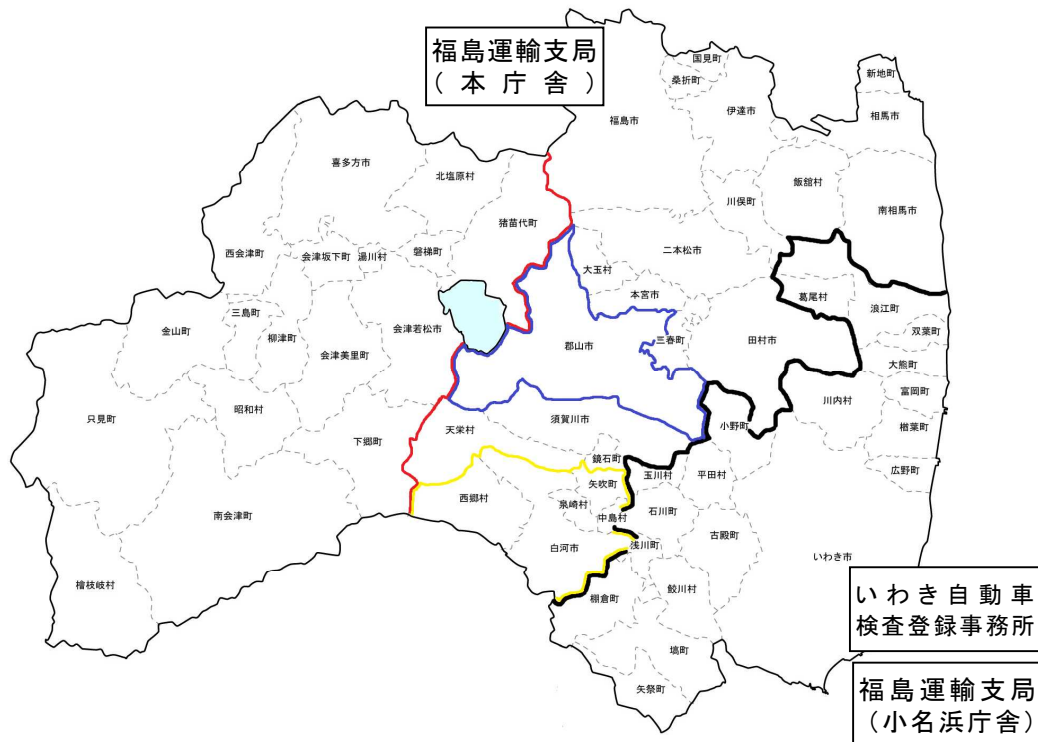 福島運輸支局
(本庁舎)
国見町
新地町
桑折町
相馬市
伊達市
福島市
喜多方市
北塩原村
飯舘村
川俣町
南相馬市
猪苗代町
磐梯町
二本松市
西会津町
会津坂下町
湯川村
大玉村
本宮市
葛尾村
浪江町
三島町
金山町
会津若松市
双葉町
柳津町
三春町
田村市
郡山市
会津美里町
大熊町
富岡町
川内村
昭和村
只見町
須賀川市
小野町
楢葉町
天栄村
下郷町
鏡石町
広野町
玉川村
平田村
矢吹町
西郷村
泉崎村
石川町
南会津町
中島村
古殿町
浅川町
白河市
いわき市
檜枝岐村
鮫川村
棚倉町
いわき自動車
検査登録事務所
塙町
矢祭町
福島運輸支局
(小名浜庁舎)